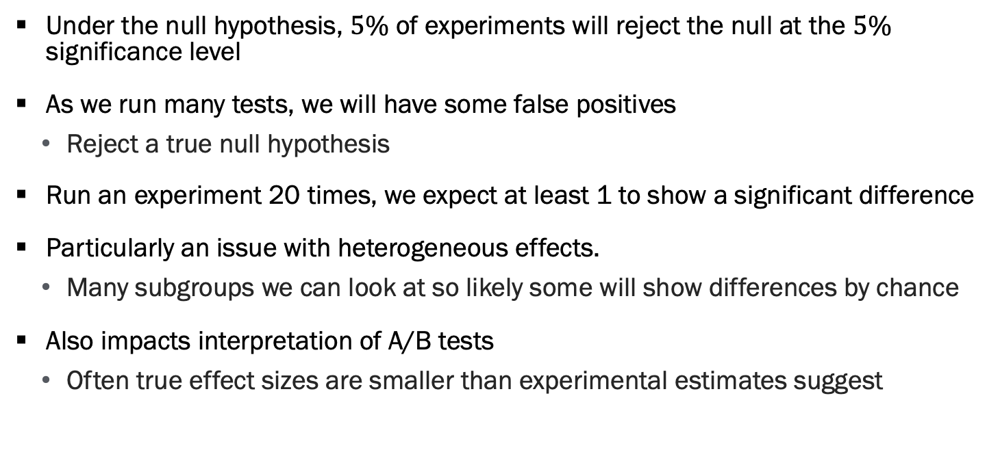 ▪ Under the null hypothesis, 5% of experiments will reject the null at the 5%
significance level
▪ As we run many tests, we will have some false positives
• Reject a true null hypothesis
▪ Run an experiment 20 times, we expect at least 1 to show a significant difference
▪ Particularly an issue with heterogeneous effects.
• Many subgroups we can look at so likely some will show differences by chance
▪ Also impacts interpretation of A/B tests
• Often true effect sizes are smaller than experimental estimates suggest